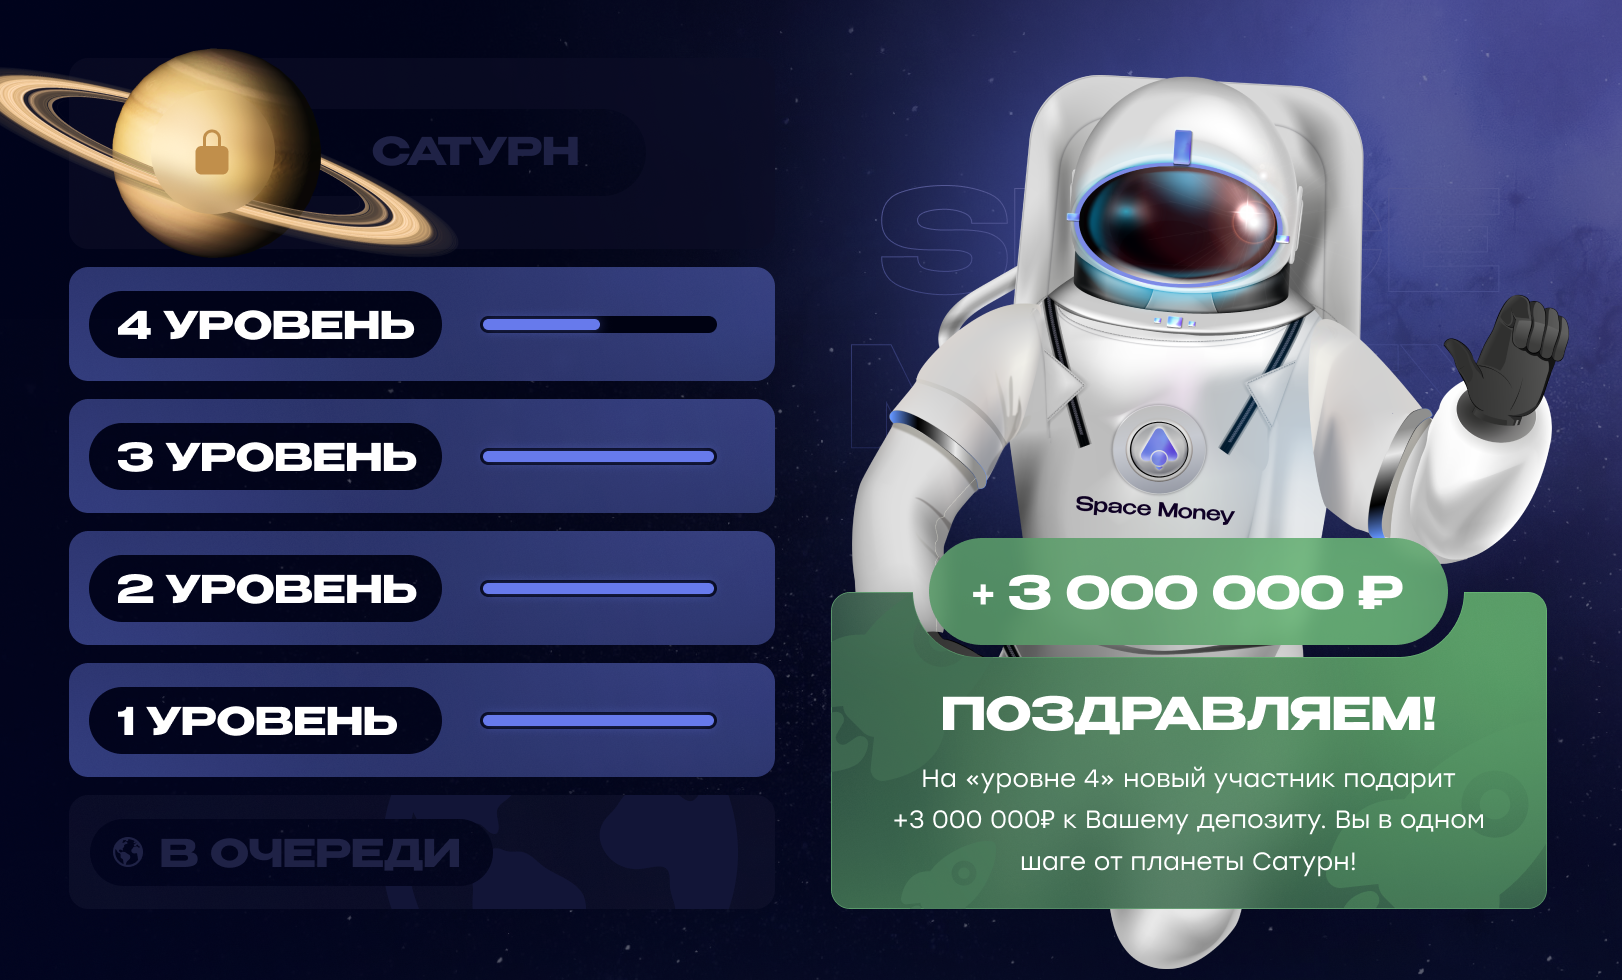 САТУРН
4 УРОВЕНЬ
3 УРОВЕНЬ
2 УРОВЕНЬ
1 УРОВЕНЬ
В ОЧЕРЕДИ
Space Money
+ 3 000 000 ₽
ПОЗДРАВЛЯЕМ!
На «уровне 4» новый участник подарит
+3 000 000₽ к Вашему депозиту. Вы в одном
шаге от планеты Сатурн!